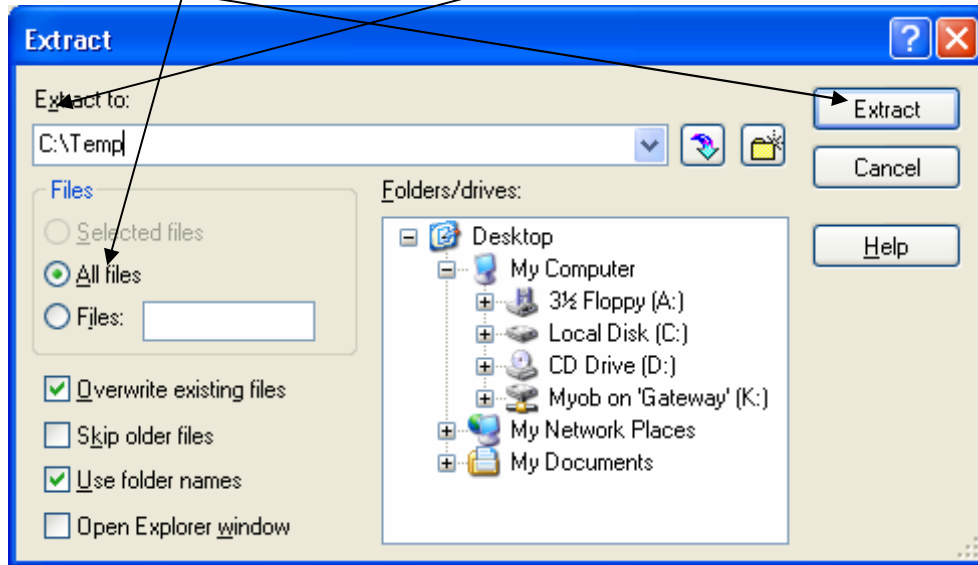 Extract
Extract to:
C:\Temp
Extract
Cancel
Help
Files
Selected files
All files
Files:
Overwrite existing files
Skip older files
Use folder names
Open Explorer window
Folders/drives:
Desktop
My Computer
3½ Floppy (A:)
Local Disk (C:)
CD Drive (D:)
Myob on 'Gateway' (K:)
My Network Places
My Documents